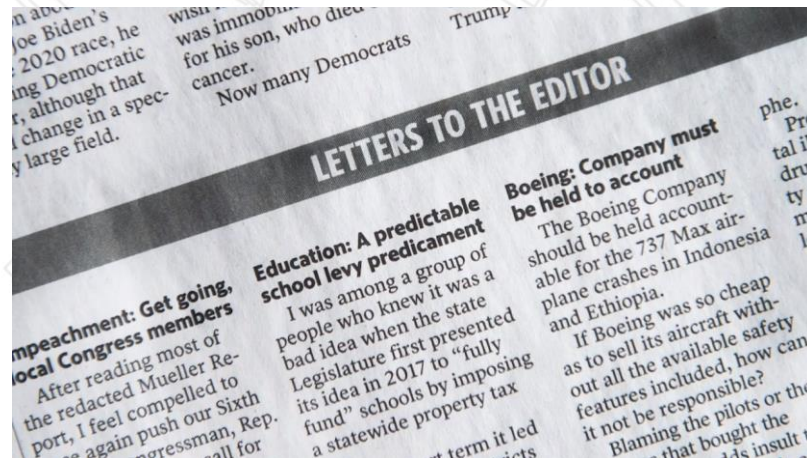 Joe Biden's
2020 race, he
Democratic
although that
change in a spec-
large field.
was
for his son, who died
cancer.
Now many Democrats
Trump
LETTERS TO THE EDITOR
Get going,
Congress members
After reading most of
the redacted Mueller Re-
port, I feel compelled to
again push our Sixth
Rep.
for
Education: A predictable
school levy predicament
I was among a group of
people who knew it was a
bad idea when the state
Legislature first presented
its idea in 2017 to “fully
fund” schools by imposing
a statewide property tax
term it led
Boeing: Company must
be held to account
The Boeing Company
should be held account-
able for the 737 Max air-
plane crashes in Indonesia
and Ethiopia.
If Boeing was so cheap
as to sell its aircraft with-
out all the available safety
features included, how can
it not be responsible?
Blaming the pilots or
that bought the
insult
phe.